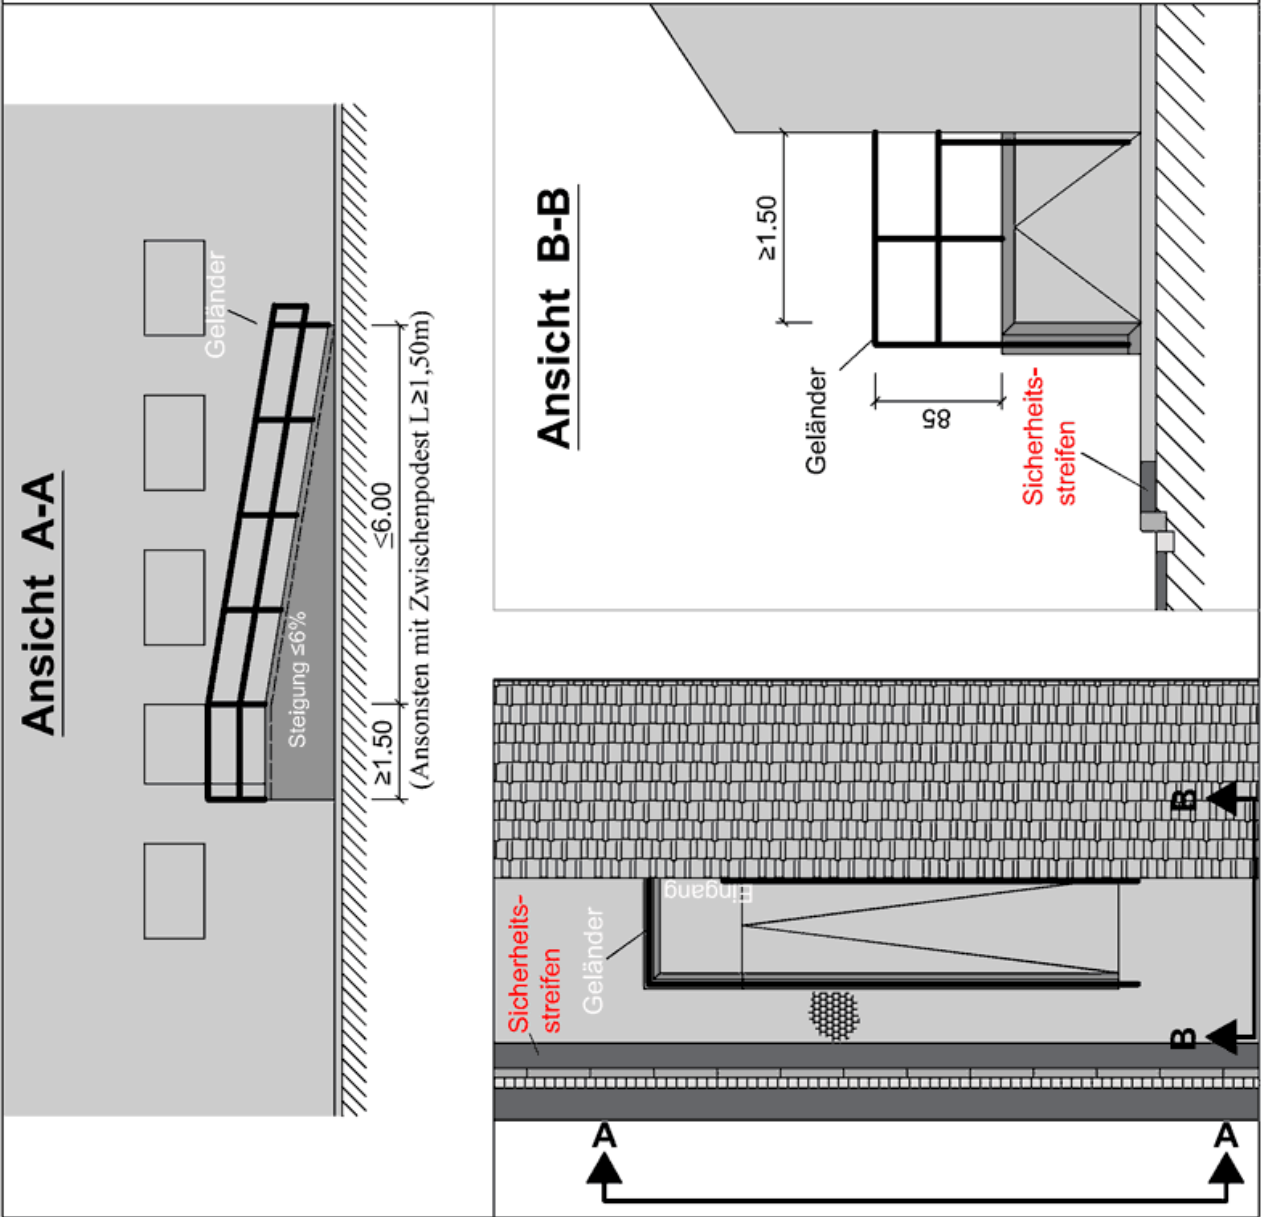 Ansicht A-A
Geländer
Steigung ≤6%
≥1.50
≤6.00
(Ansonsten mit Zwischenpodest L≥1,50m)
Ansicht B-B
≥1.50
Geländer
85
Sicherheits-
streifen
Sicherheits-
streifen
Geländer
Eingang
B
B
A
A